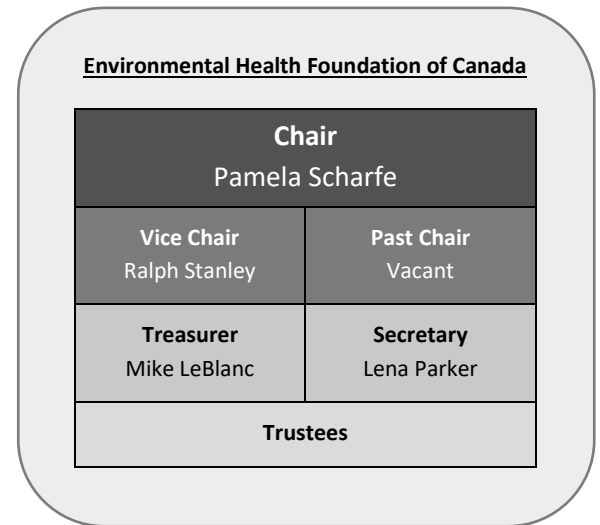 Environmental Health Foundation of Canada
Chair
Pamela Scharfe
Vice Chair
Ralph Stanley
Past Chair
Vacant
Treasurer
Mike LeBlanc
Secretary
Lena Parker
Trustees